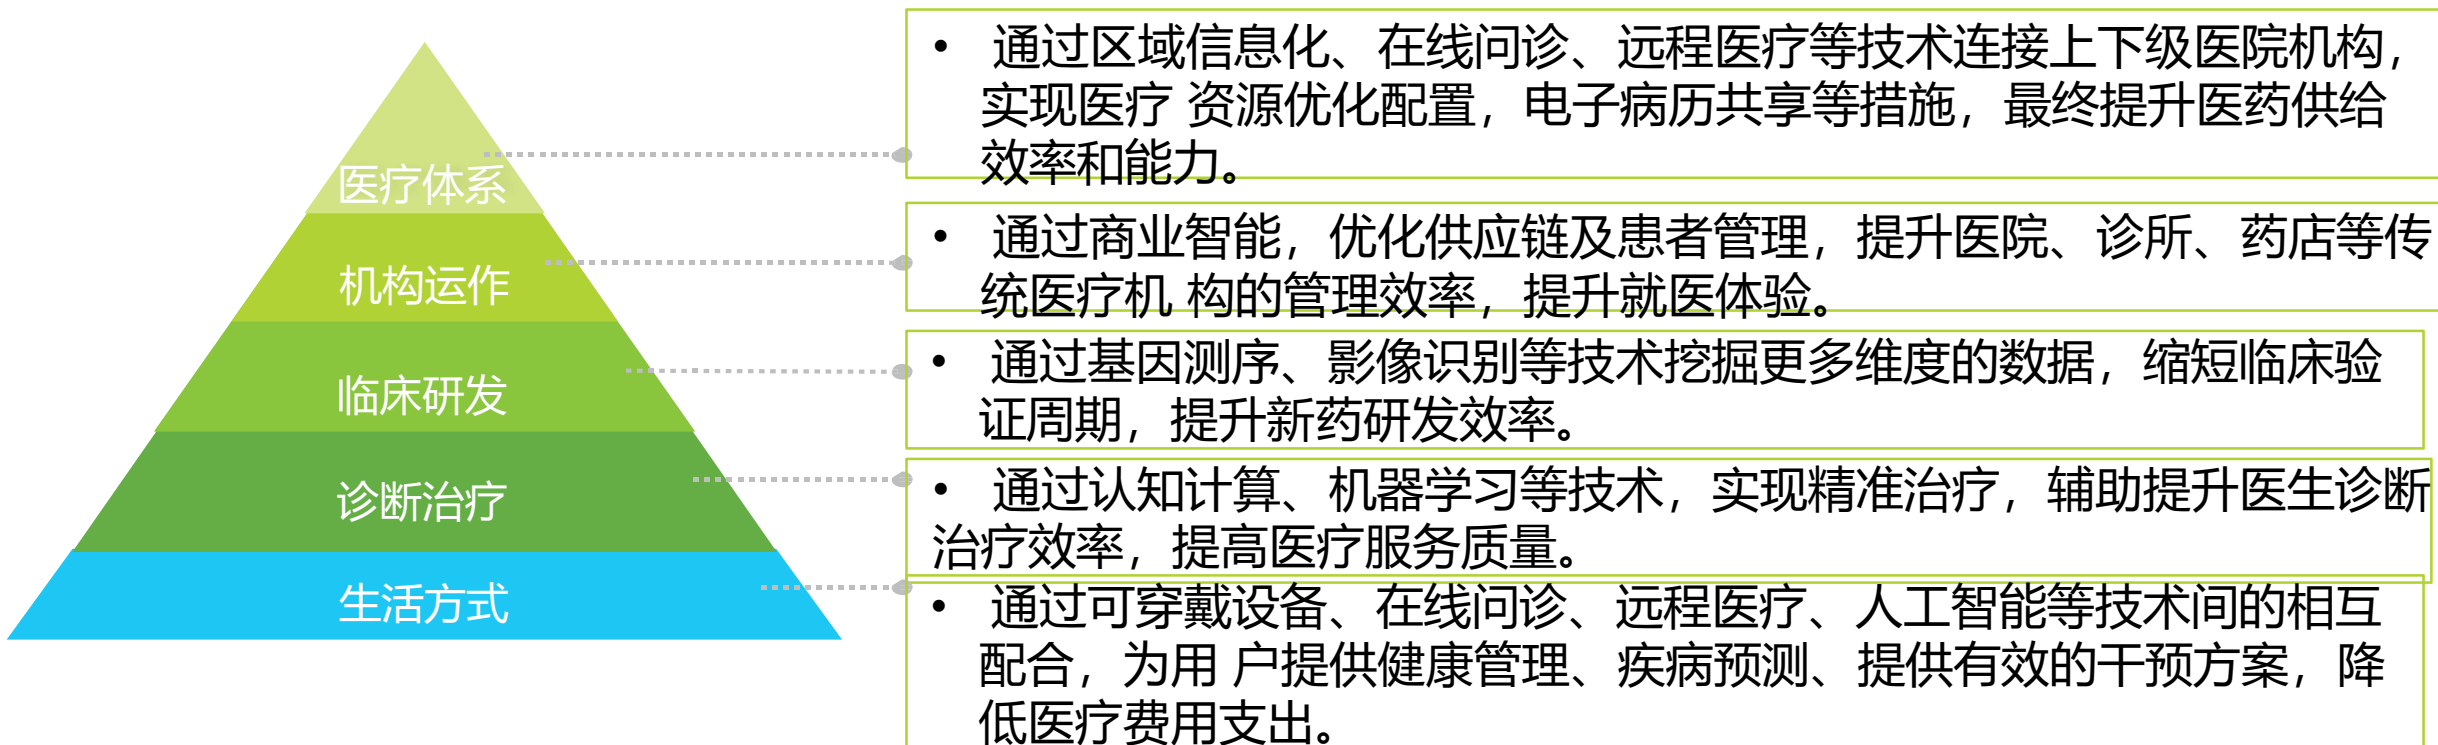 医疗体系
机构运作
临床研发
诊断治疗
生活方式
• 通过区域信息化、在线问诊、远程医疗等技术连接上下级医院机构，
实现医疗 资源优化配置，电子病历共享等措施，最终提升医药供给
效率和能力。
• 通过商业智能，优化供应链及患者管理，提升医院、诊所、药店等传
统医疗机 构的管理效率，提升就医体验。
• 通过基因测序、影像识别等技术挖掘更多维度的数据，缩短临床验
证周期，提升新药研发效率。
• 通过认知计算、机器学习等技术，实现精准治疗，辅助提升医生诊断
治疗效率，提高医疗服务质量。
• 通过可穿戴设备、在线问诊、远程医疗、人工智能等技术间的相互
配合，为用 户提供健康管理、疾病预测、提供有效的干预方案，降
低医疗费用支出。